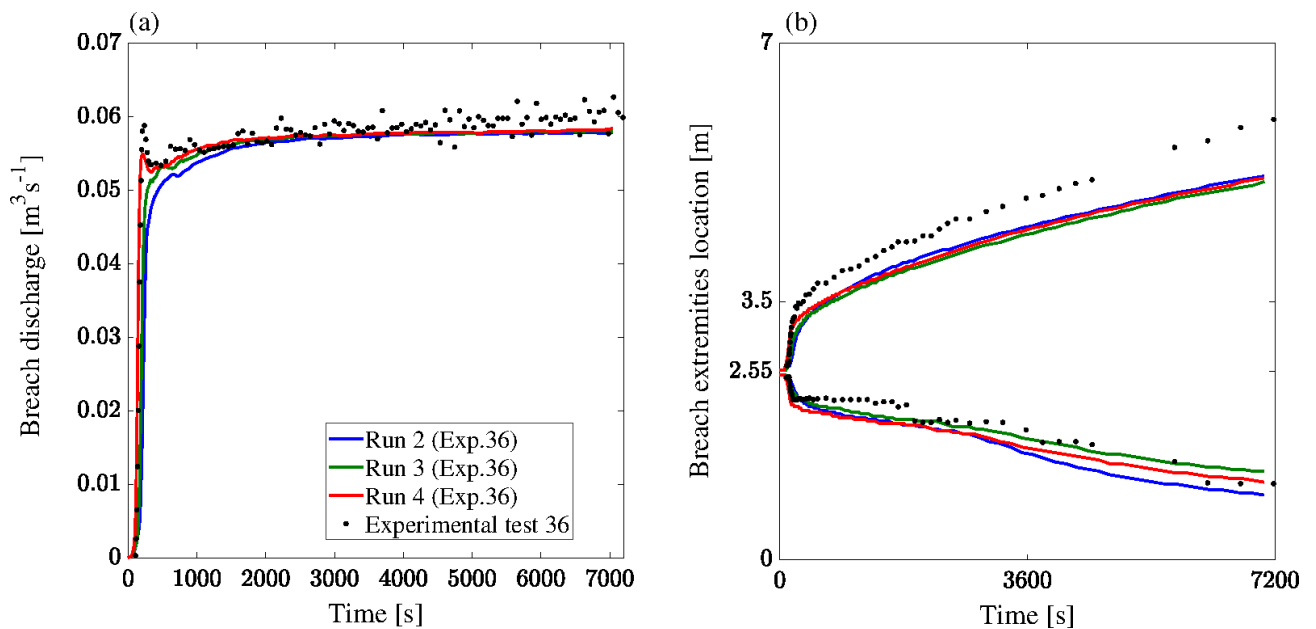 (a)
0.07
0.06
0.05
0.04
0.03
0.02
0.01
0
Breach discharge [m³ s⁻¹]
Run 2 (Exp.36)
Run 3 (Exp.36)
Run 4 (Exp.36)
Experimental test 36
0 1000 2000 3000 4000 5000 6000 7000
Time [s]
(b)
7
3.5
2.55
0
Breach extremities location [m]
0 3600 7200
Time [s]